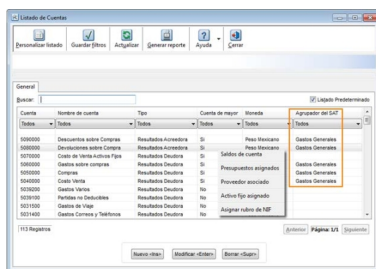 Listado de Cuentas
Personalizar listado Guardar filtros Actualizar Generar reporte Ayuda Cerrar
General
Buscar: Listado Predeterminado
Cuenta Nombre de cuenta Tipo Cuenta de mayor Moneda Agrupador del SAT
Todos Todos Todos Todos Todos Todos
5090000 Descuentos sobre Compras Resultados Acreedora Si Peso Mexicano Gastos Generales
5080000 Devoluciones sobre Compras Resultados Acreedora Si Peso Mexicano Gastos Generales
5070000 Costo de Venta Activos Fijos Resultados Deudora Si
5060000 Gastos sobre compras Resultados Deudora Si Gastos Generales
5050000 Compras Resultados Deudora Si Gastos Generales
5040000 Costo Venta Resultados Deudora Si Gastos Generales
5039200 Gastos Varios Resultados Deudora No
5039100 Partidas no Deducibles Resultados Deudora No
5031500 Gastos de Viaje Resultados Deudora No
5031400 Gastos Correos y Teléfonos Resultados Deudora No
Saldos de cuenta
Presupuestos asignados
Proveedor asociado
Activo fijo asignado
Asignar rubro de NIF
113 Registros Anterior Página: 1/1 Siguiente
Nuevo <Ins> Modificar <Enter> Borrar <Supr>